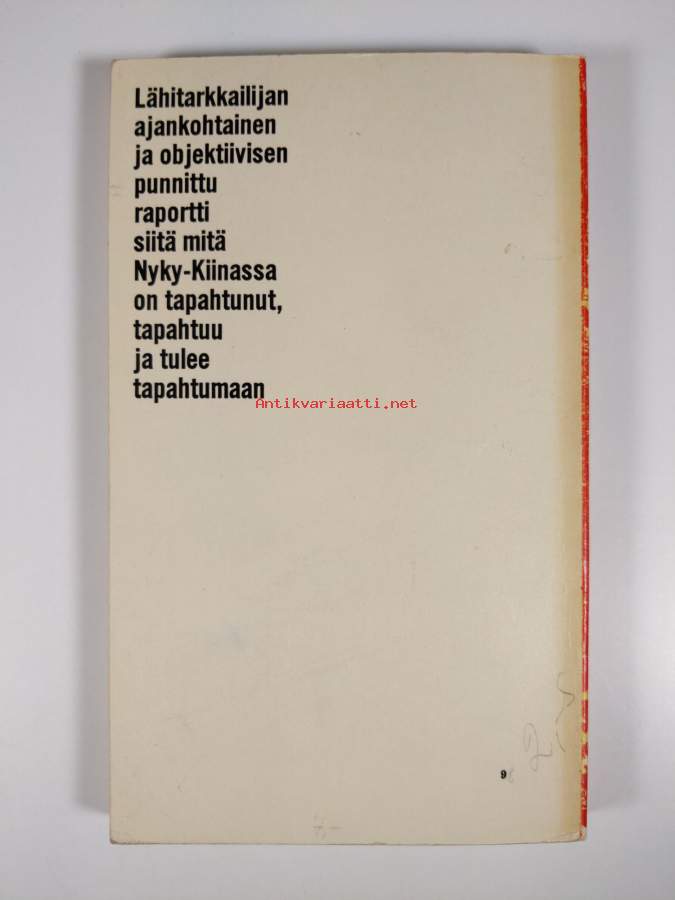 Lähitarkkailijan
ajankohtainen
ja objektiivisen
punnittu
raportti
siitä mitä
Nyky-Kiinassa
on tapahtunut,
tapahtuu
ja tulee
tapahtumaan
Antikvariaatti.net
9